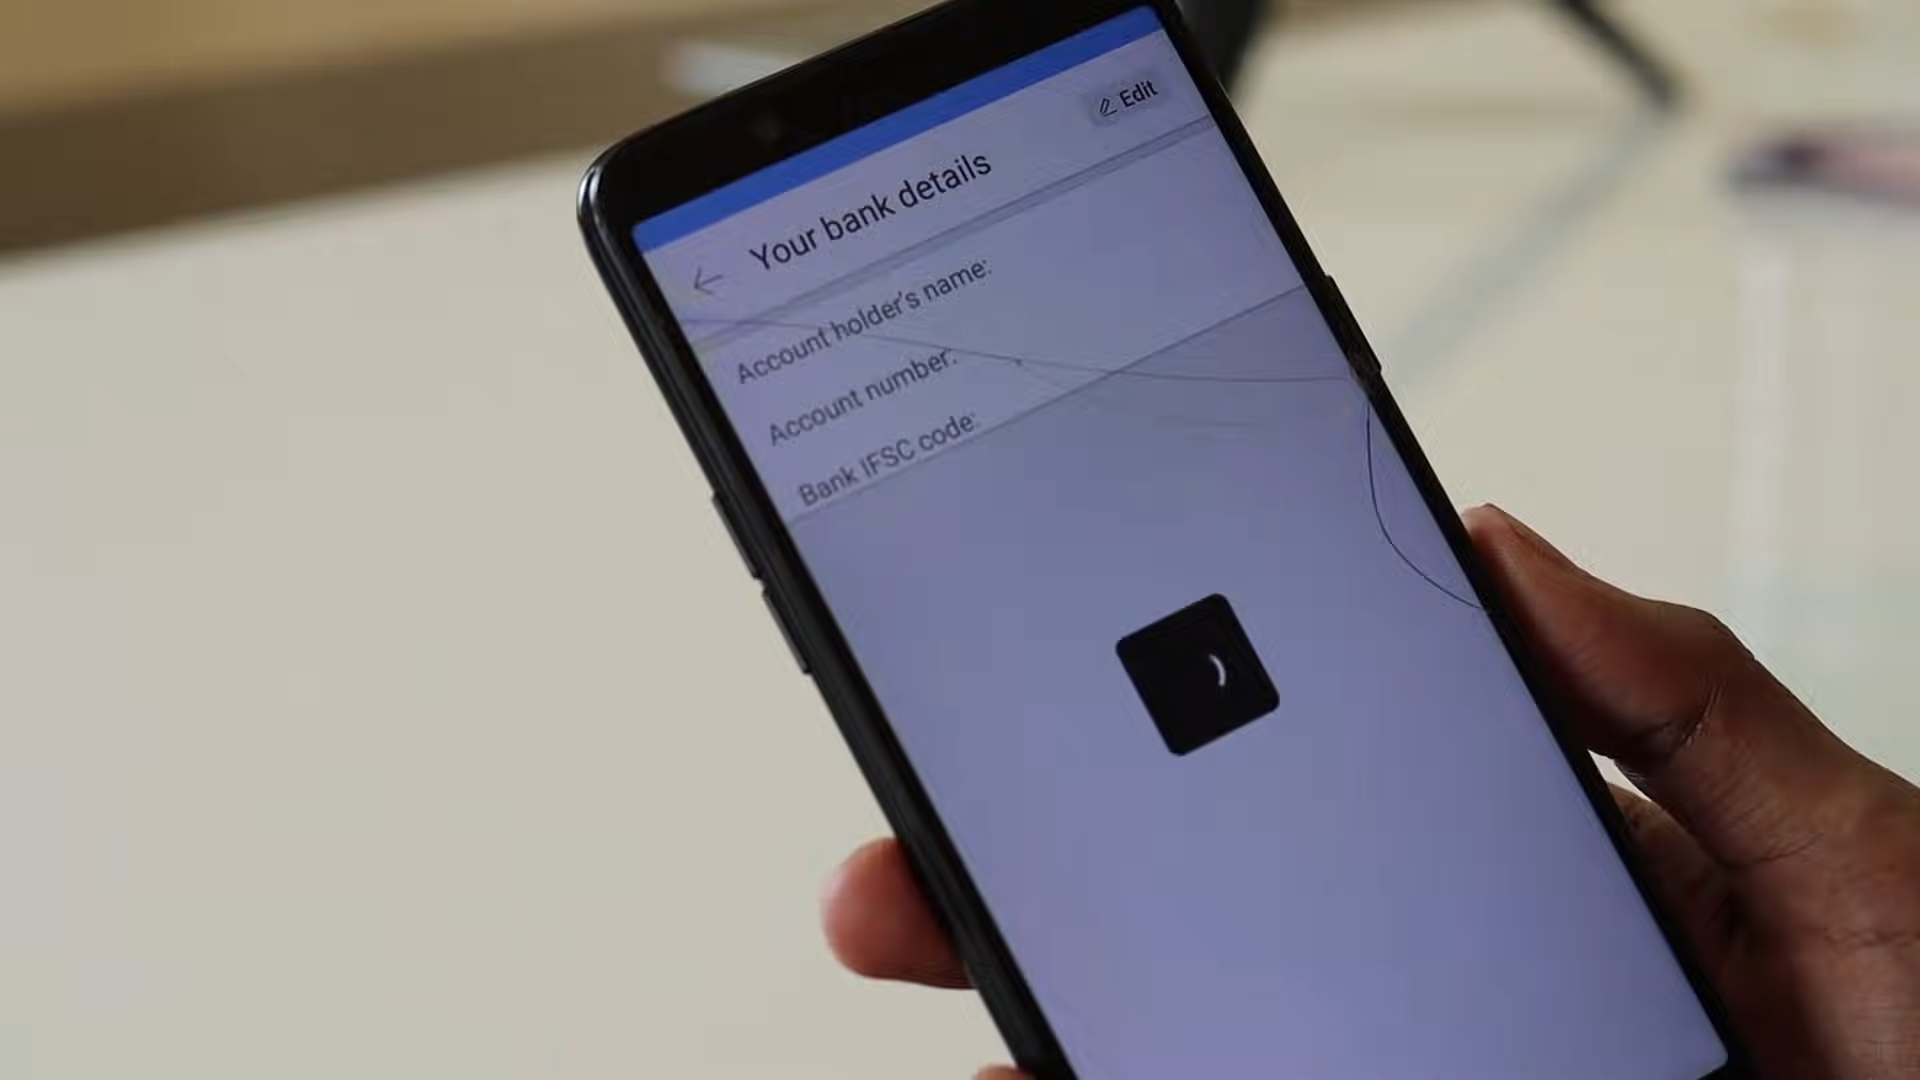 Edit
Your bank details
Account holder's name:
Account number:
Bank IFSC code: